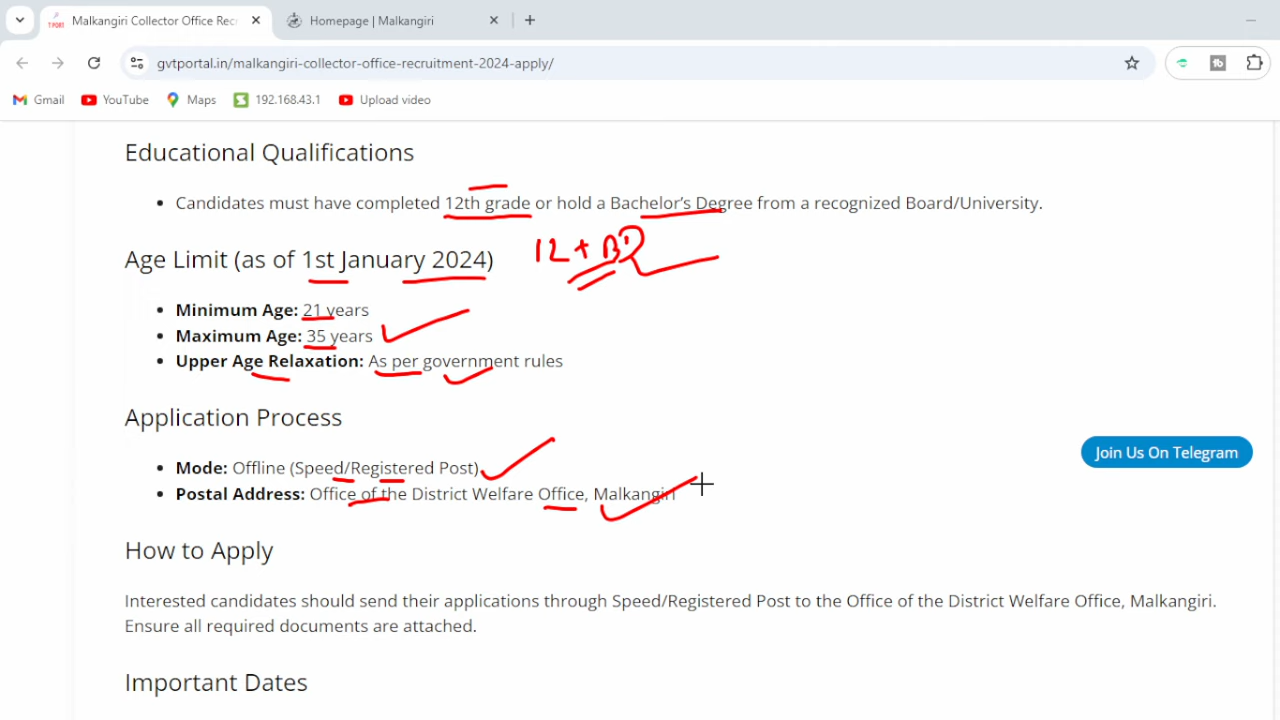 Malkangiri Collector Office Recr
Homepage | Malkangiri
gvtportal.in/malkangiri-collector-office-recruitment-2024-apply/
Gmail YouTube Maps 192.168.43.1 Upload video
Educational Qualifications
Candidates must have completed 12th grade or hold a Bachelor's Degree from a recognized Board/University.
12 + BD
Age Limit (as of 1st January 2024)
Minimum Age: 21 years
Maximum Age: 35 years
Upper Age Relaxation: As per government rules
Application Process
Join Us On Telegram
Mode: Offline (Speed/Registered Post)
Postal Address: Office of the District Welfare Office, Malkangiri
How to Apply
Interested candidates should send their applications through Speed/Registered Post to the Office of the District Welfare Office, Malkangiri.
Ensure all required documents are attached.
Important Dates